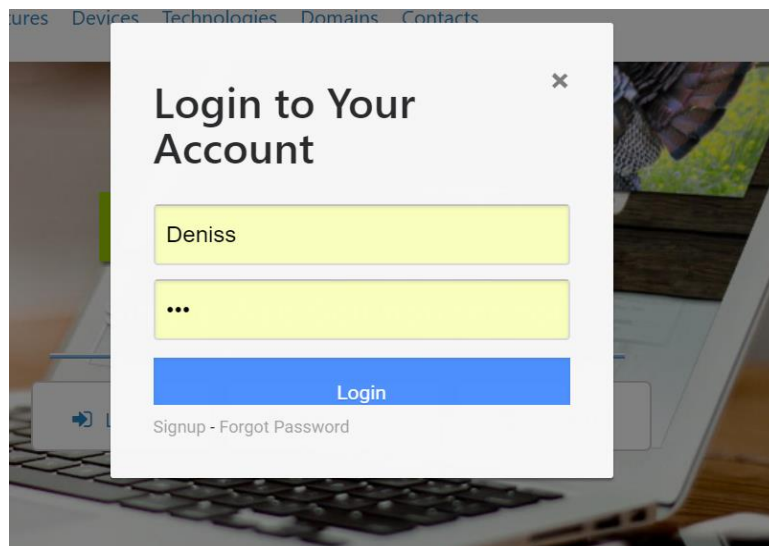 Devices Technologies Domains Contacts
×
Login to Your
Account
Deniss
•••
Login
Signup - Forgot Password